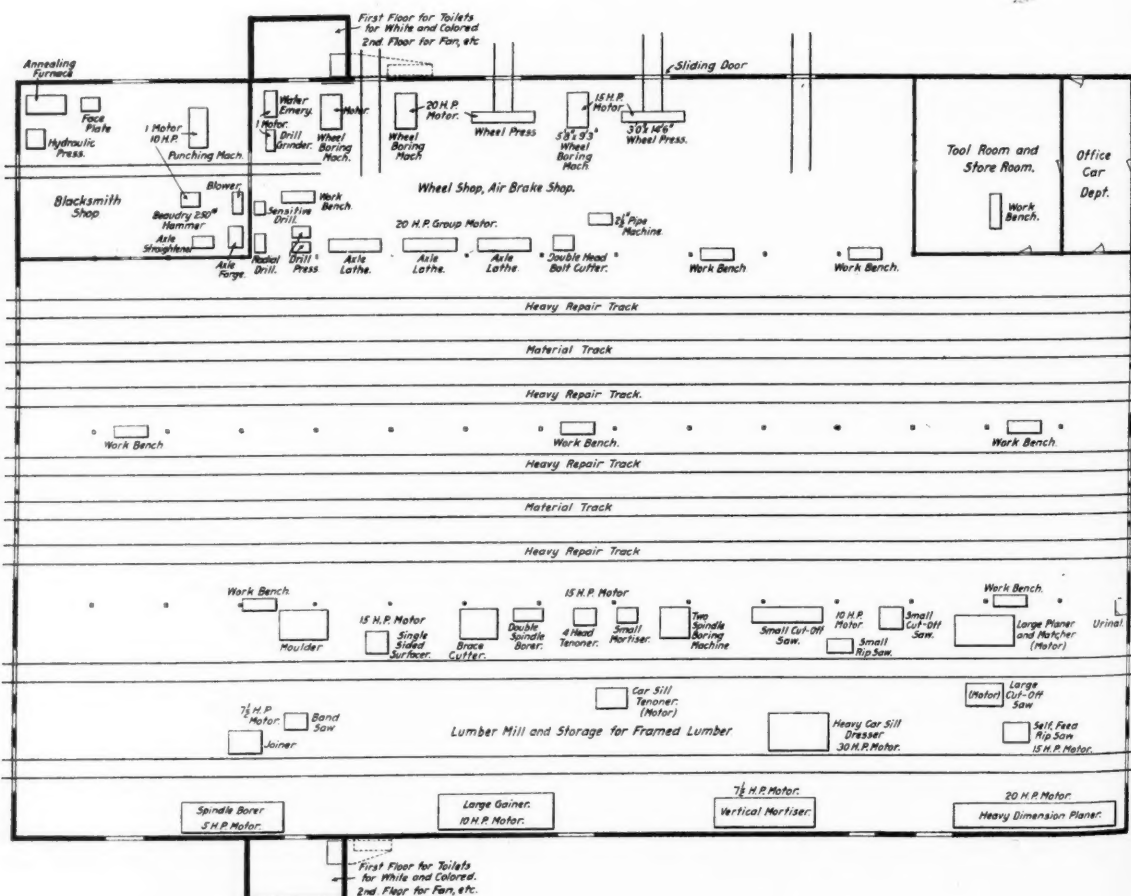 First Floor for Toilets
for White and Colored
2nd. Floor for Fan, etc
Annealing
Furnace
Face
Plate
Hydraulic
Press.
1 Motor
10 H.P.
Punching Mach.
Water
Emery.
1 Motor.
Drill
Grinder.
Motor
Wheel
Boring
Mach.
Wheel
Boring
Mach
20 H.P.
Motor.
Wheel Press
15 H.P.
Motor
5'8"x 9'3"
Wheel
Boring
Mach.
3'0"x 14'6"
Wheel Press.
Sliding Door
Tool Room and
Store Room.
Work
Bench.
Office
Car
Dept.
Blacksmith
Shop
Blower
Beaudry 250#
Hammer
Axle
Straightener
Axle
Forge.
Sensitive
Drill.
Work
Bench.
Radial
Drill.
Drill
Press
Wheel Shop, Air Brake Shop.
20 H.P. Group Motor.
Axle
Lathe.
Axle
Lathe.
Axle
Lathe.
2½" Pipe
Machine.
Double Head
Bolt Cutter.
Work Bench
Work Bench.
Heavy Repair Track
Material Track
Heavy Repair Track.
Work Bench
Work Bench.
Work Bench.
Heavy Repair Track
Material Track
Heavy Repair Track
Work Bench.
Moulder
15 H.P. Motor
Single
Sided
Surfacer.
Brace
Cutter.
Double
Spindle
Borer.
15 H.P. Motor
4 Head
Tenoner.
Small
Mortiser.
Two
Spindle
Boring
Machine
Small Cut-Off
Saw.
10 H.P.
Motor
Small
Rip Saw.
Small
Cut-Off
Saw.
Work Bench.
Large Planer
and Matcher
(Motor)
Urinal.
7½ H.P.
Motor.
Band
Saw
Joiner
Car Sill
Tenoner.
(Motor)
Lumber Mill and Storage for Framed Lumber
Heavy Car Sill
Dresser
30 H.P. Motor.
(Motor)
Large
Cut-Off
Saw
Self. Feed
Rip Saw
15 H.P. Motor.
Spindle Borer
5 H.P. Motor.
Large Gainer.
10 H.P. Motor.
7½ H.P. Motor.
Vertical Mortiser.
20 H.P. Motor.
Heavy Dimension Planer.
First Floor for Toilets
for White and Colored.
2nd. Floor for Fan, etc.